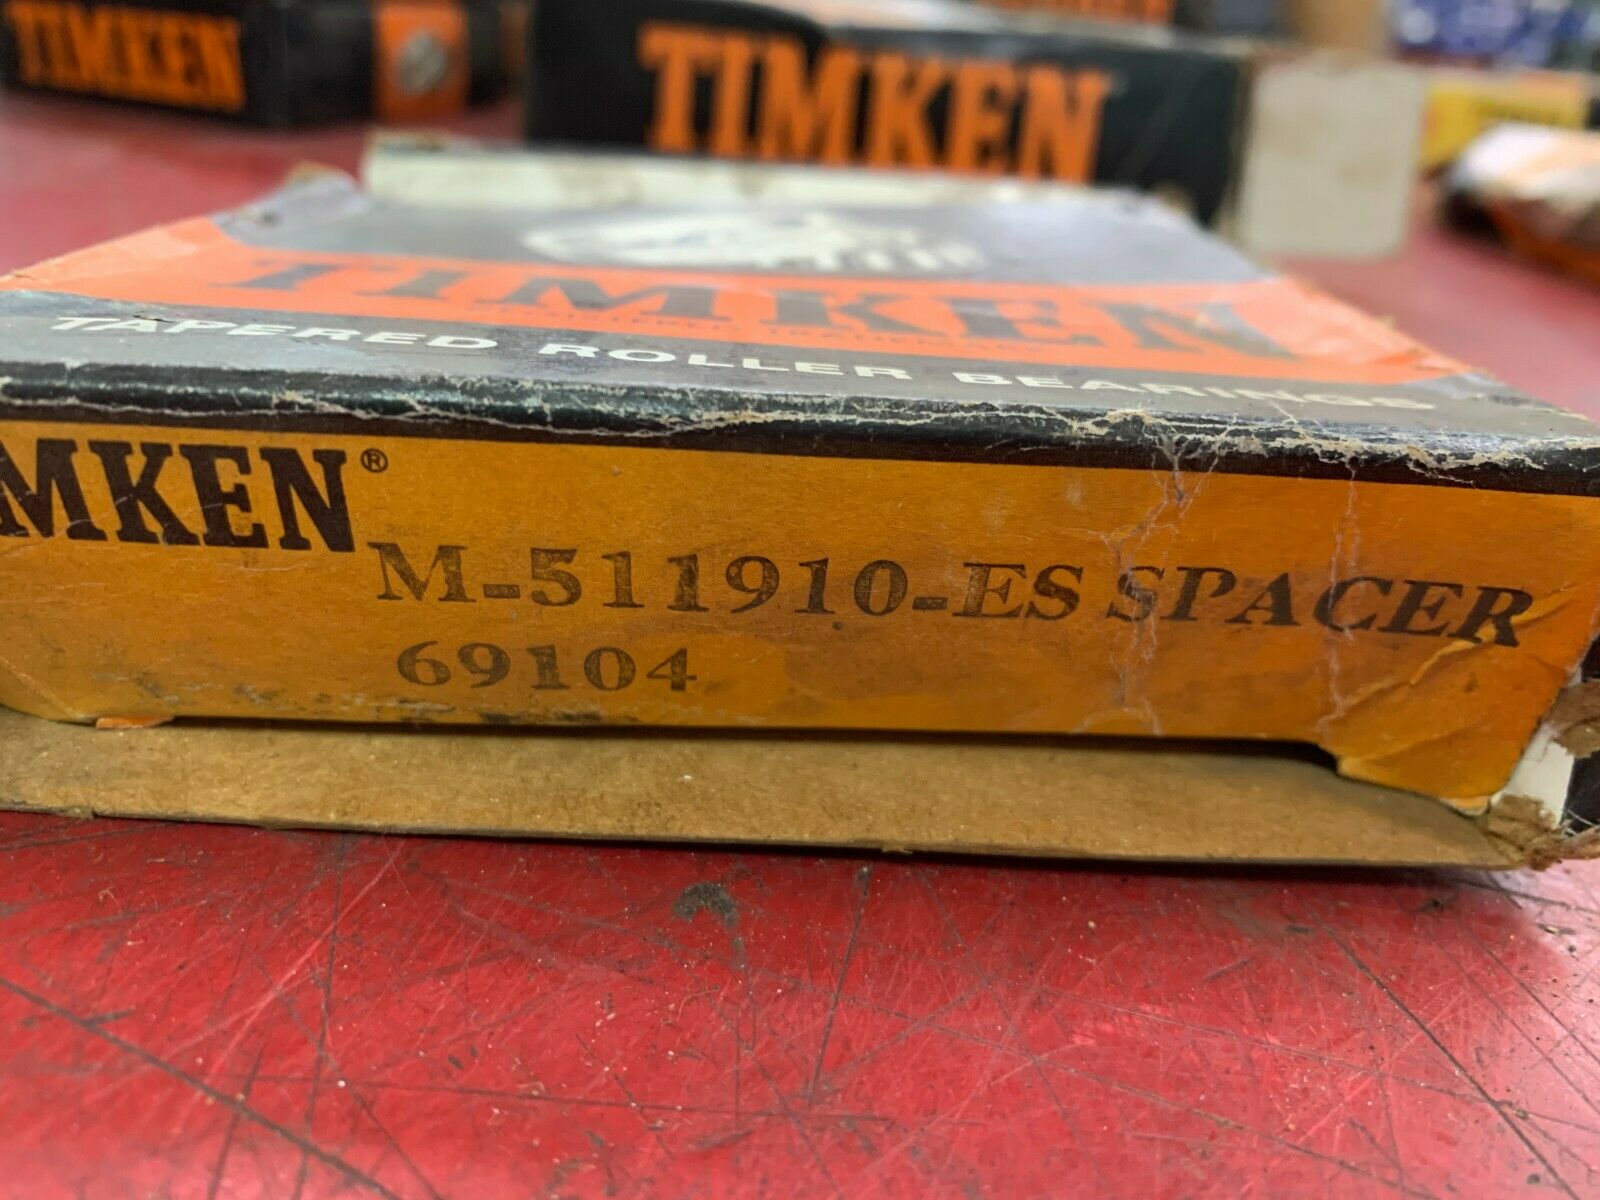 TIMKEN
TIMKEN
TIMKEN
TAPERED ROLLER BEARINGS
MKEN®
M-511910-ES SPACER
69104